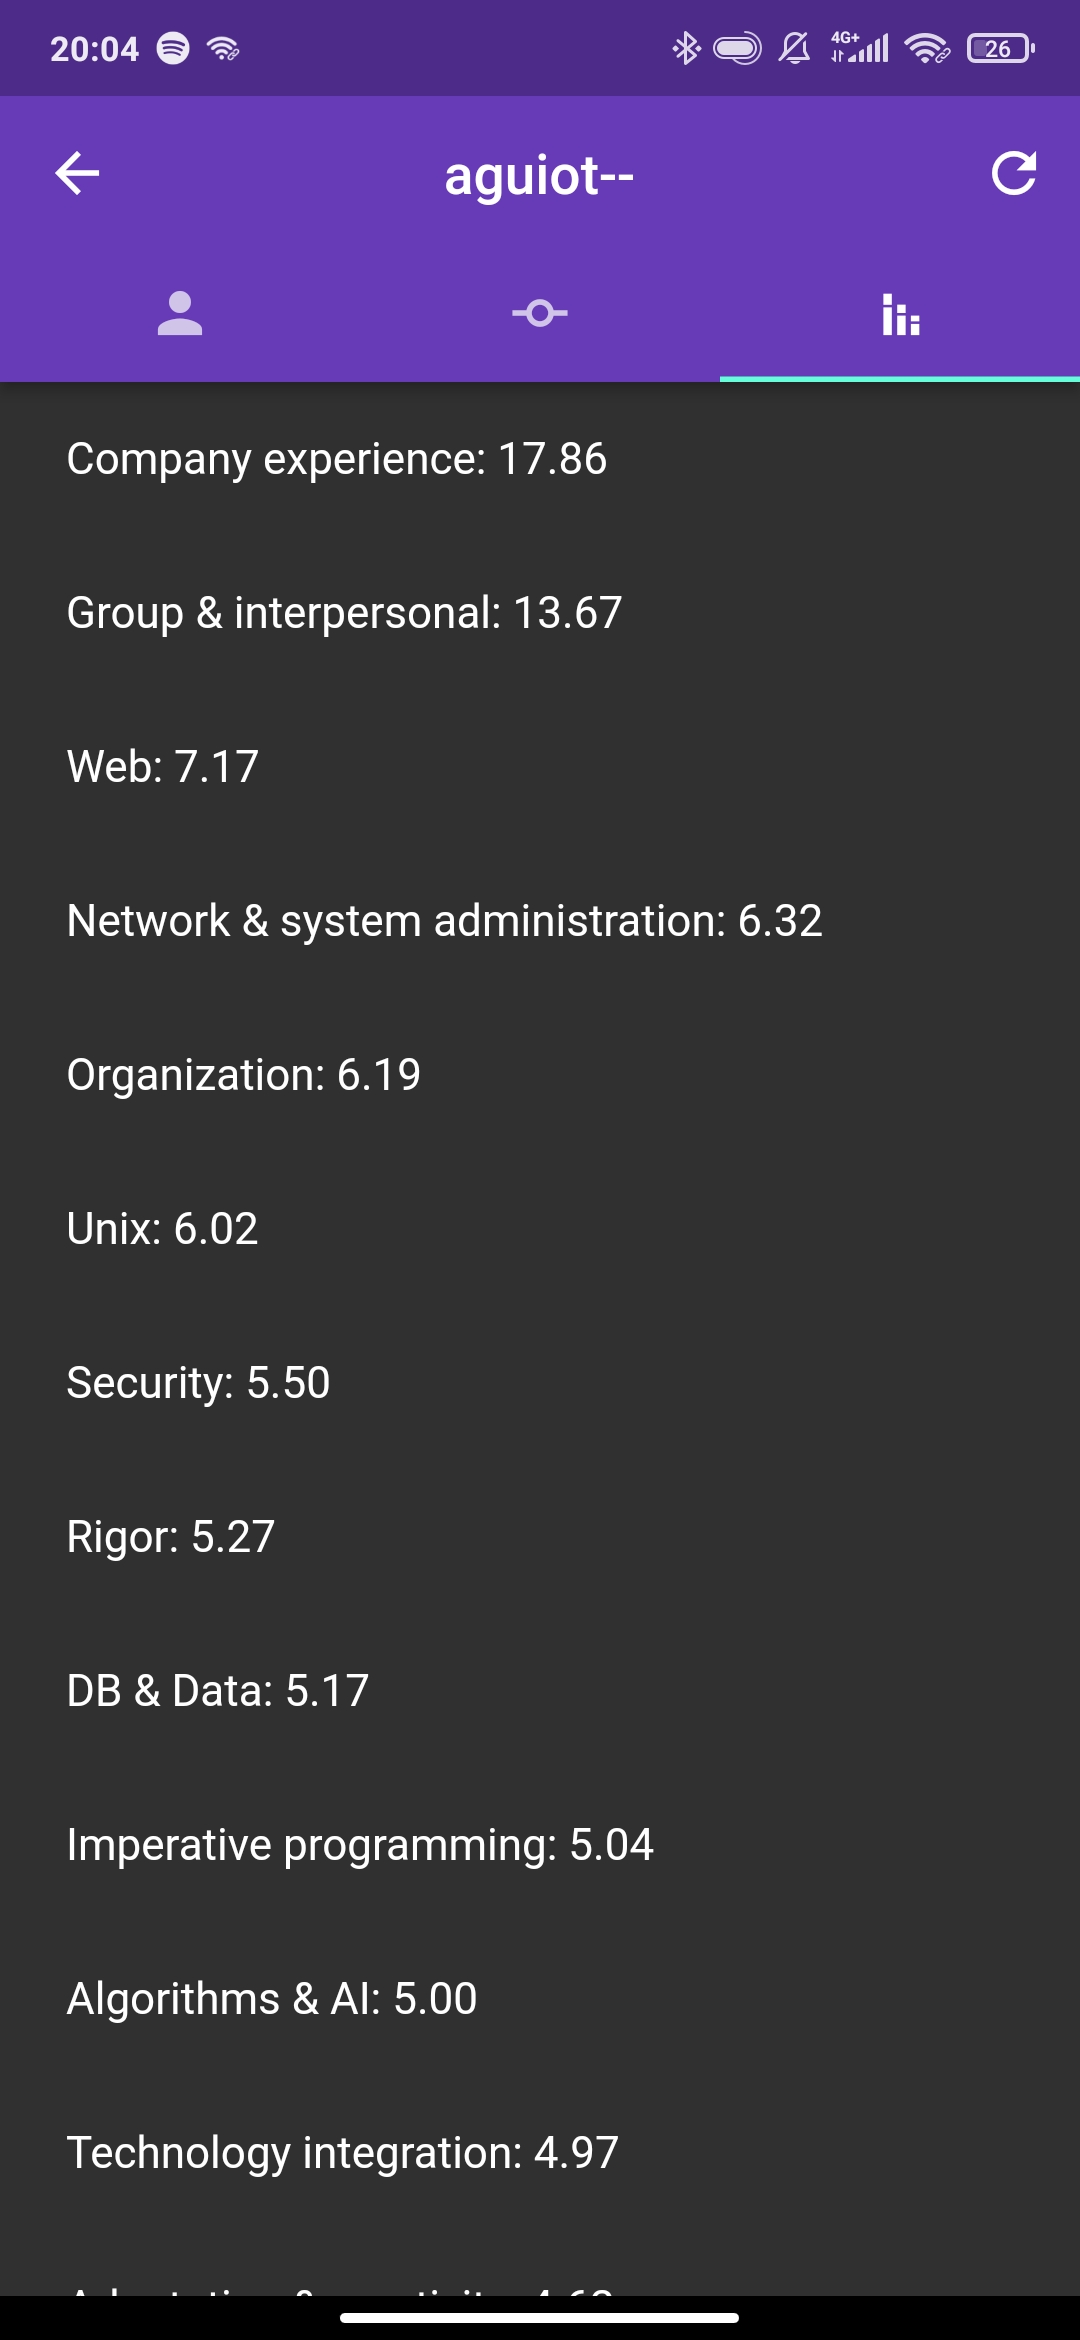 20:04
4G+
26
aguiot--
Company experience: 17.86
Group & interpersonal: 13.67
Web: 7.17
Network & system administration: 6.32
Organization: 6.19
Unix: 6.02
Security: 5.50
Rigor: 5.27
DB & Data: 5.17
Imperative programming: 5.04
Algorithms & AI: 5.00
Technology integration: 4.97